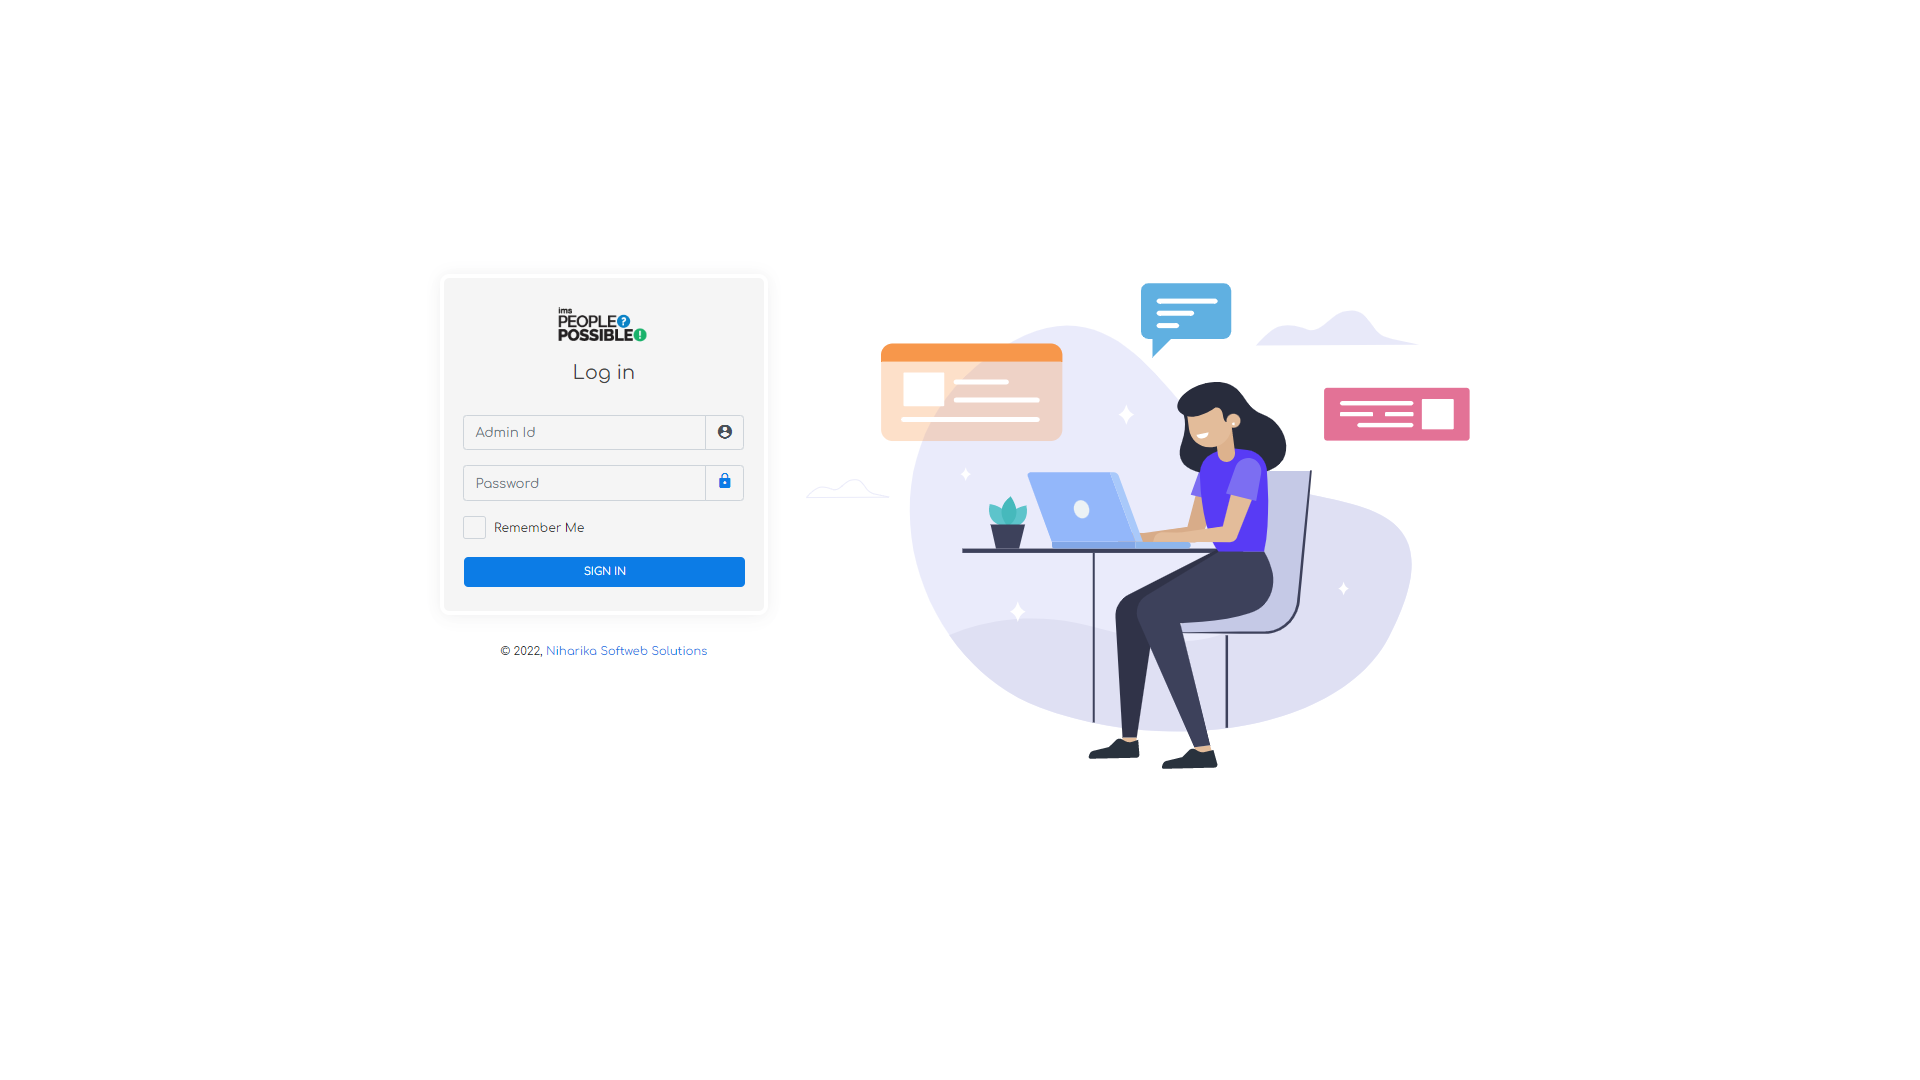 ims
PEOPLE?
POSSIBLE!
Log in
Admin Id
Password
Remember Me
SIGN IN
© 2022, Niharika Softweb Solutions